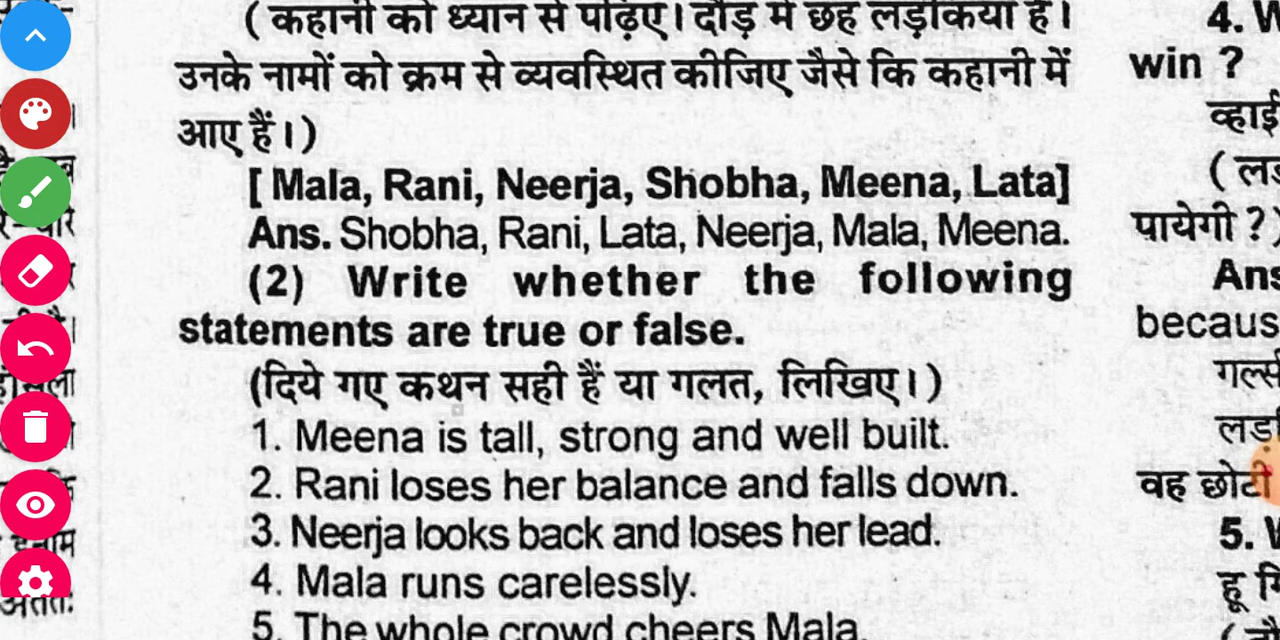 ( कहानी को ध्यान से पढ़िए। दौड़ में छह लड़कियाँ हैं।
उनके नामों को क्रम से व्यवस्थित कीजिए जैसे कि कहानी में
आए हैं।)
[ Mala, Rani, Neerja, Shobha, Meena, Lata]
Ans. Shobha, Rani, Lata, Neerja, Mala, Meena.
(2) Write whether the following
statements are true or false.
(दिये गए कथन सही हैं या गलत, लिखिए। )
1. Meena is tall, strong and well built.
2. Rani loses her balance and falls down.
3. Neerja looks back and loses her lead.
4. Mala runs carelessly.
5. The whole crowd cheers Mala.
4.
win ?
पायेगी ?)
Ans
वह
5.
हू